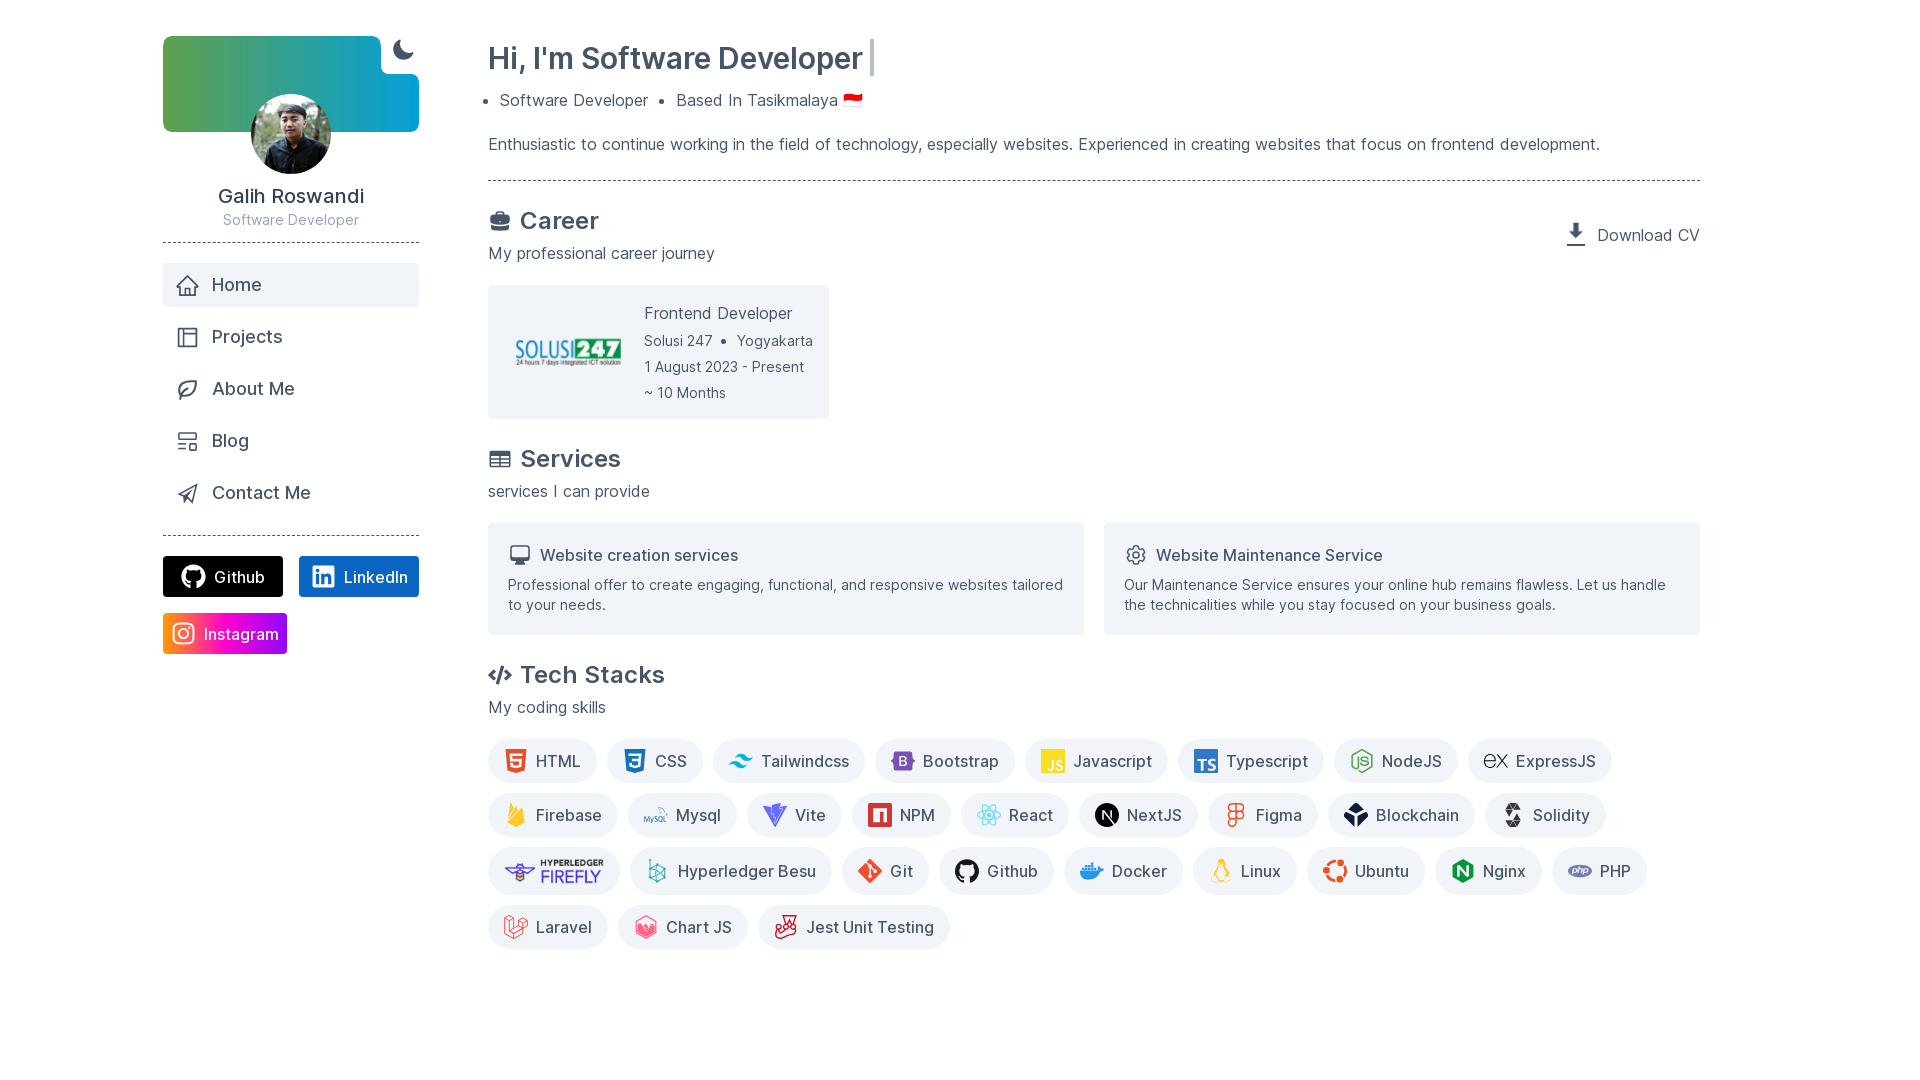 Galih Roswandi
Software Developer
Home
Projects
About Me
Blog
Contact Me
Github
LinkedIn
Instagram
Hi, I'm Software Developer
Software Developer • Based In Tasikmalaya 🇮🇩
Enthusiastic to continue working in the field of technology, especially websites. Experienced in creating websites that focus on frontend development.
Career
My professional career journey
Download CV
SOLUSI247
24 hours 7 days integrated ICT solution
Frontend Developer
Solusi 247 • Yogyakarta
1 August 2023 - Present
~ 10 Months
Services
services I can provide
Website creation services
Professional offer to create engaging, functional, and responsive websites tailored
to your needs.
Website Maintenance Service
Our Maintenance Service ensures your online hub remains flawless. Let us handle
the technicalities while you stay focused on your business goals.
Tech Stacks
My coding skills
HTML
CSS
Tailwindcss
B Bootstrap
JS Javascript
TS Typescript
JS NodeJS
ex ExpressJS
Firebase
MySQL Mysql
Vite
NPM
React
N NextJS
Figma
Blockchain
Solidity
HYPERLEDGER
FIREFLY
Hyperledger Besu
Git
Github
Docker
Linux
Ubuntu
N Nginx
php PHP
Laravel
Chart JS
Jest Unit Testing